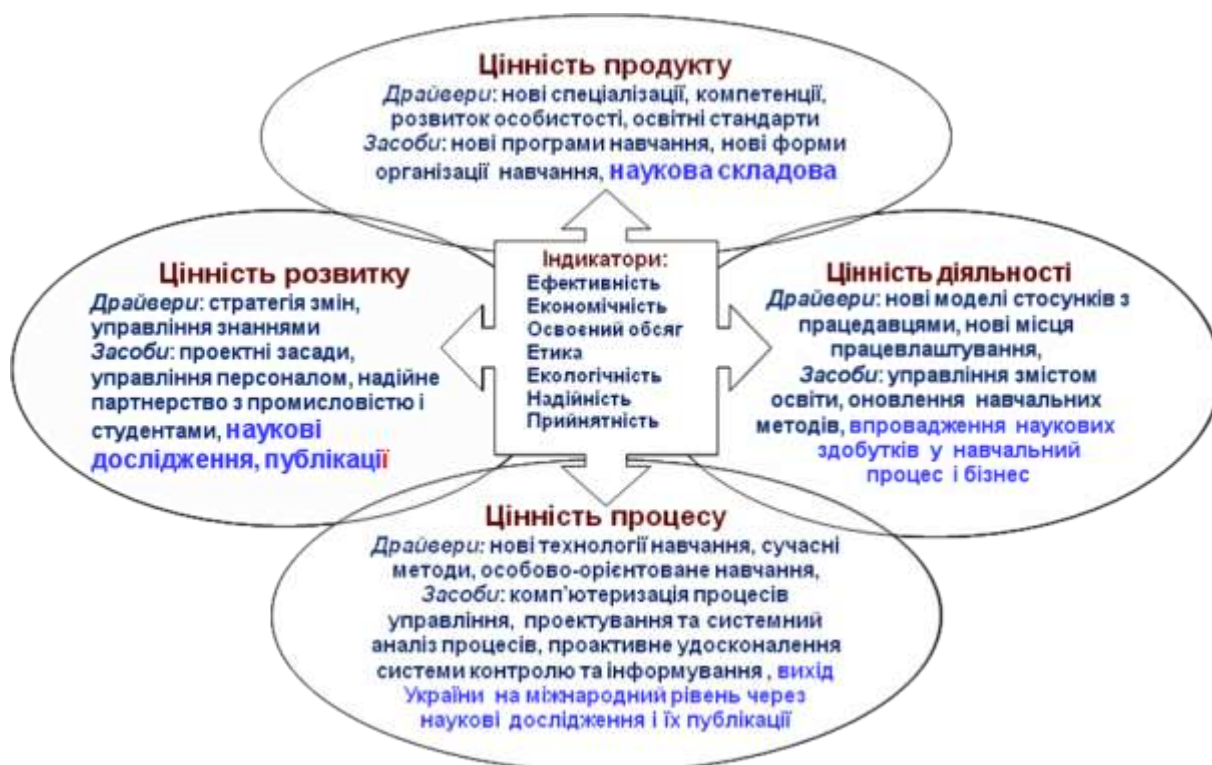 Цінність продукту
Драйвери: нові спеціалізації, компетенції,
розвиток особистості, освітні стандарти
Засоби: нові програми навчання, нові форми
організації навчання, наукова складова
Цінність розвитку
Драйвери: стратегія змін,
управління знаннями
Засоби: проектні засади,
управління персоналом, надійне
партнерство з промисловістю і
студентами, наукові
дослідження, публікації
Індикатори:
Ефективність
Економічність
Освоєний обсяг
Етика
Екологічність
Надійність
Прийнятність
Цінність діяльності
Драйвери: нові моделі стосунків з
працедавцями, нові місця
працевлаштування,
Засоби: управління змістом
освіти, оновлення навчальних
методів, впровадження наукових
здобутків у навчальний
процес і бізнес
Цінність процесу
Драйвери: нові технології навчання, сучасні
методи, особово-орієнтоване навчання,
Засоби: комп'ютеризація процесів
управління, проектування та системний
аналіз процесів, проактивне удосконалення
системи контролю та інформування , вихід
України на міжнародний рівень через
наукові дослідження і їх публікації